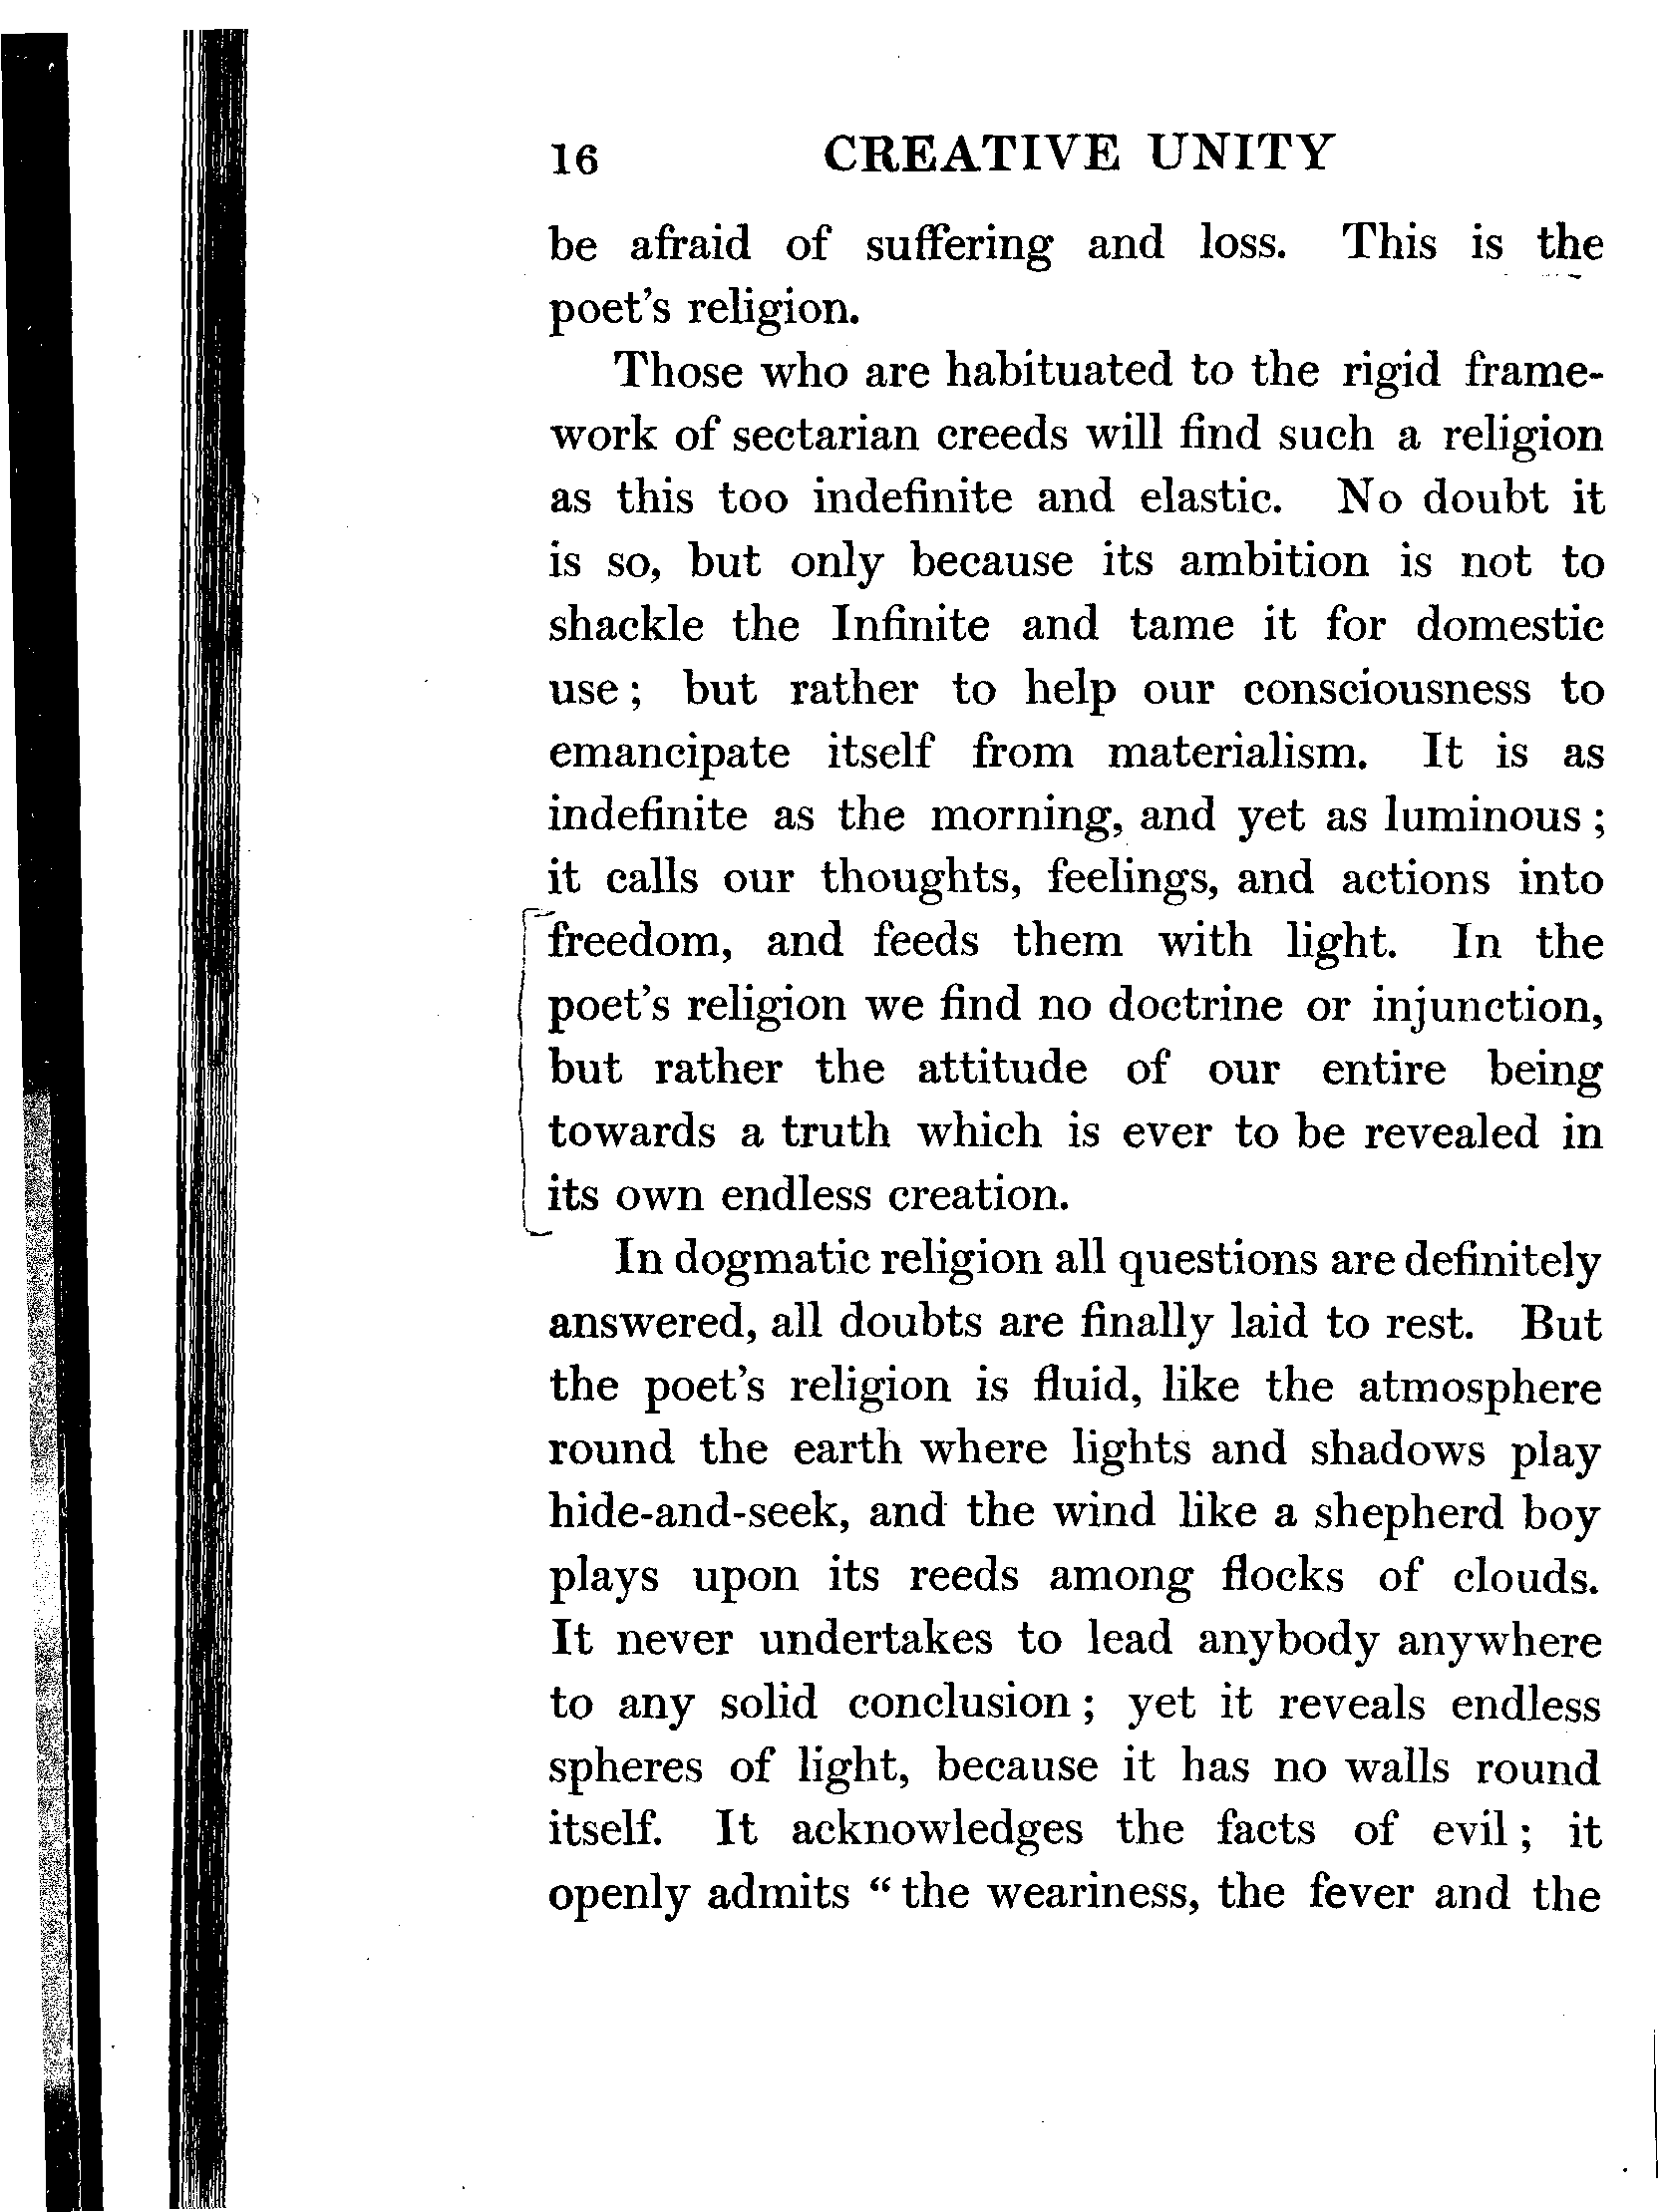 16 CREATIVE UNITY
be afraid of suffering and loss. This is the
poet's religion.
Those who are habituated to the rigid frame-
work of sectarian creeds will find such a religion
as this too indefinite and elastic. No doubt it
is so, but only because its ambition is not to
shackle the Infinite and tame it for domestic
use ; but rather to help our consciousness to
emancipate itself from materialism. It is as
indefinite as the morning, and yet as luminous ;
it calls our thoughts, feelings, and actions into
freedom, and feeds them with light. In the
poet's religion we find no doctrine or injunction,
but rather the attitude of our entire being
towards a truth which is ever to be revealed in
its own endless creation.
In dogmatic religion all questions are definitely
answered, all doubts are finally laid to rest. But
the poet's religion is fluid, like the atmosphere
round the earth where lights and shadows play
hide-and-seek, and the wind like a shepherd boy
plays upon its reeds among flocks of clouds.
It never undertakes to lead anybody anywhere
to any solid conclusion ; yet it reveals endless
spheres of light, because it has no walls round
itself. It acknowledges the facts of evil ; it
openly admits “ the weariness, the fever and the